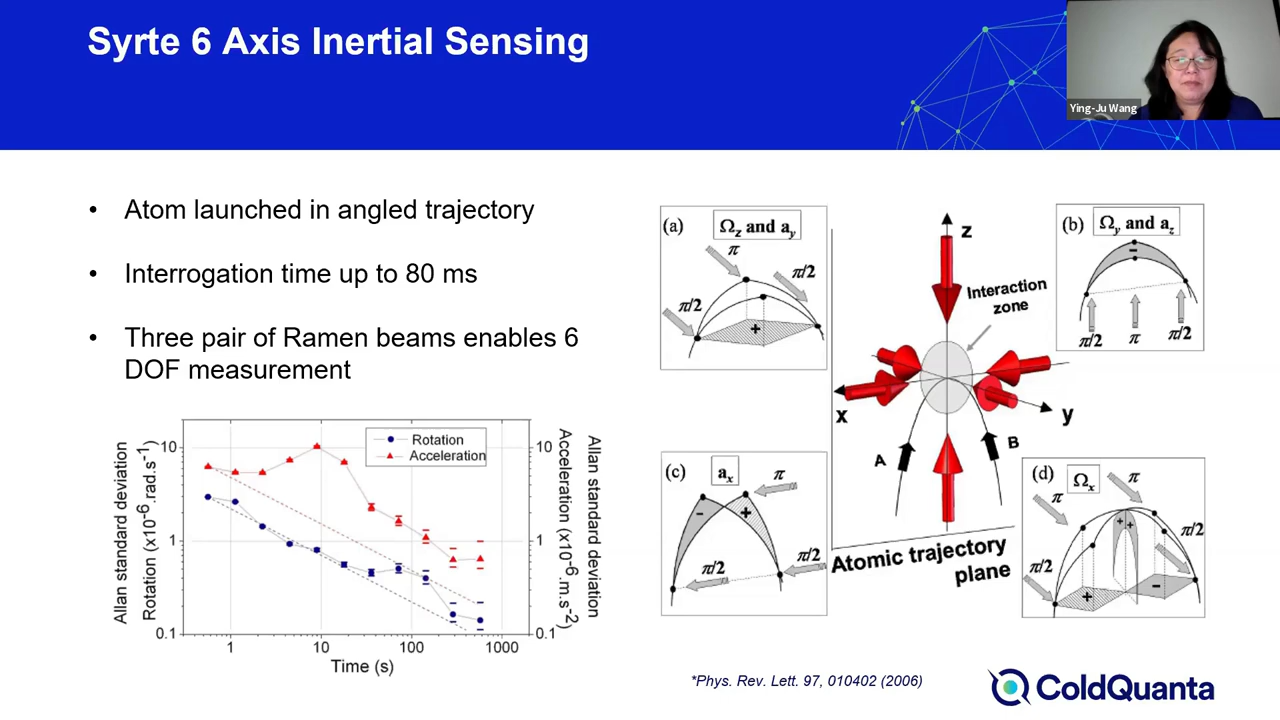 Syrte 6 Axis Inertial Sensing
Ying-Ju Wang
• Atom launched in angled trajectory
• Interrogation time up to 80 ms
• Three pair of Ramen beams enables 6
DOF measurement
Allan standard deviation
Rotation (x10⁻⁶.rad.s⁻¹)
10
1
0.1
Rotation
Acceleration
10
1
0.1
Allan standard deviation
Acceleration (x10⁻⁶.m.s⁻²)
1
10
100
1000
Time (s)
(a)
Ωz and ay
π
π/2
π/2
+
z
Interaction
zone
x
y
A
B
Atomic trajectory
plane
(b)
Ωy and az
-
π/2
π
π/2
(c)
ax
π
-
+
π/2
π/2
(d)
Ωx
π
π
+
+
π/2
π/2
+
-
*Phys. Rev. Lett. 97, 010402 (2006)
ColdQuanta